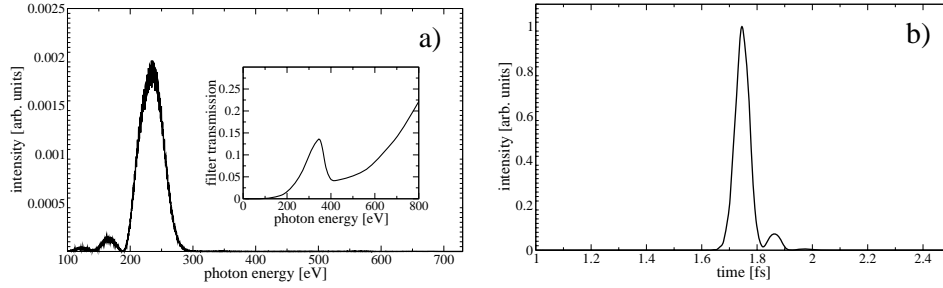 a)
intensity [arb. units]
0.0025
0.002
0.0015
0.001
0.0005
100 200 300 400 500 600 700
photon energy [eV]
filter transmission
0.25
0.2
0.15
0.1
0.05
0
0 200 400 600 800
photon energy [eV]
b)
intensity [arb. units]
1
0.8
0.6
0.4
0.2
0
1 1.2 1.4 1.6 1.8 2 2.2 2.4
time [fs]